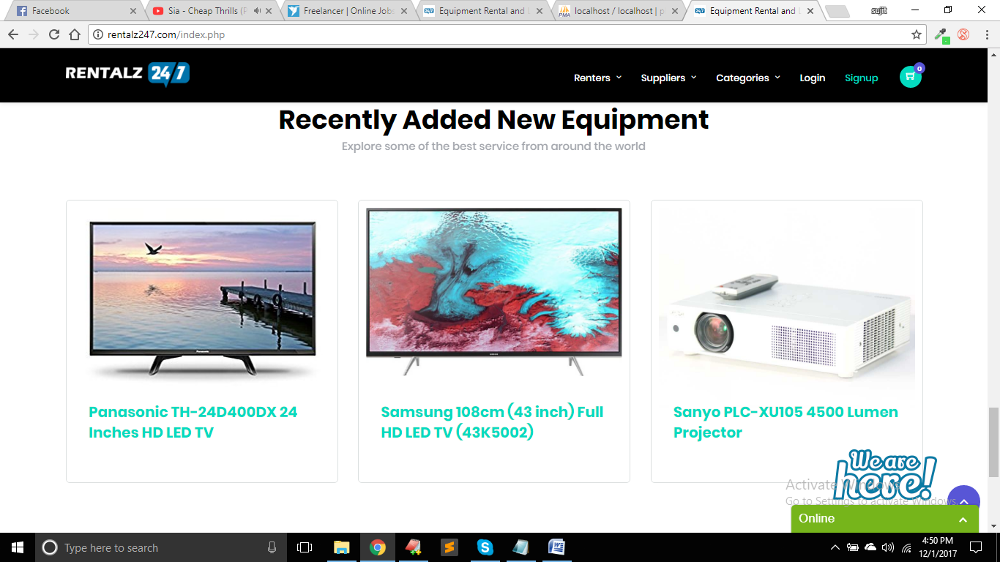 Facebook
Sia - Cheap Thrills (P
Freelancer | Online Jobs
Equipment Rental and
localhost / localhost | p
Equipment Rental and
sujit
rentalz247.com/index.php
RENTALZ 24/7
Renters
Suppliers
Categories
Login
Signup
0
Recently Added New Equipment
Explore some of the best service from around the world
Panasonic
SAMSUNG
Panasonic TH-24D400DX 24
Inches HD LED TV
Samsung 108cm (43 inch) Full
HD LED TV (43K5002)
Sanyo PLC-XU105 4500 Lumen
Projector
We are
here!
Activate Windows
Go to Settings to activate Windows.
Online
Type here to search
4:50 PM
12/1/2017